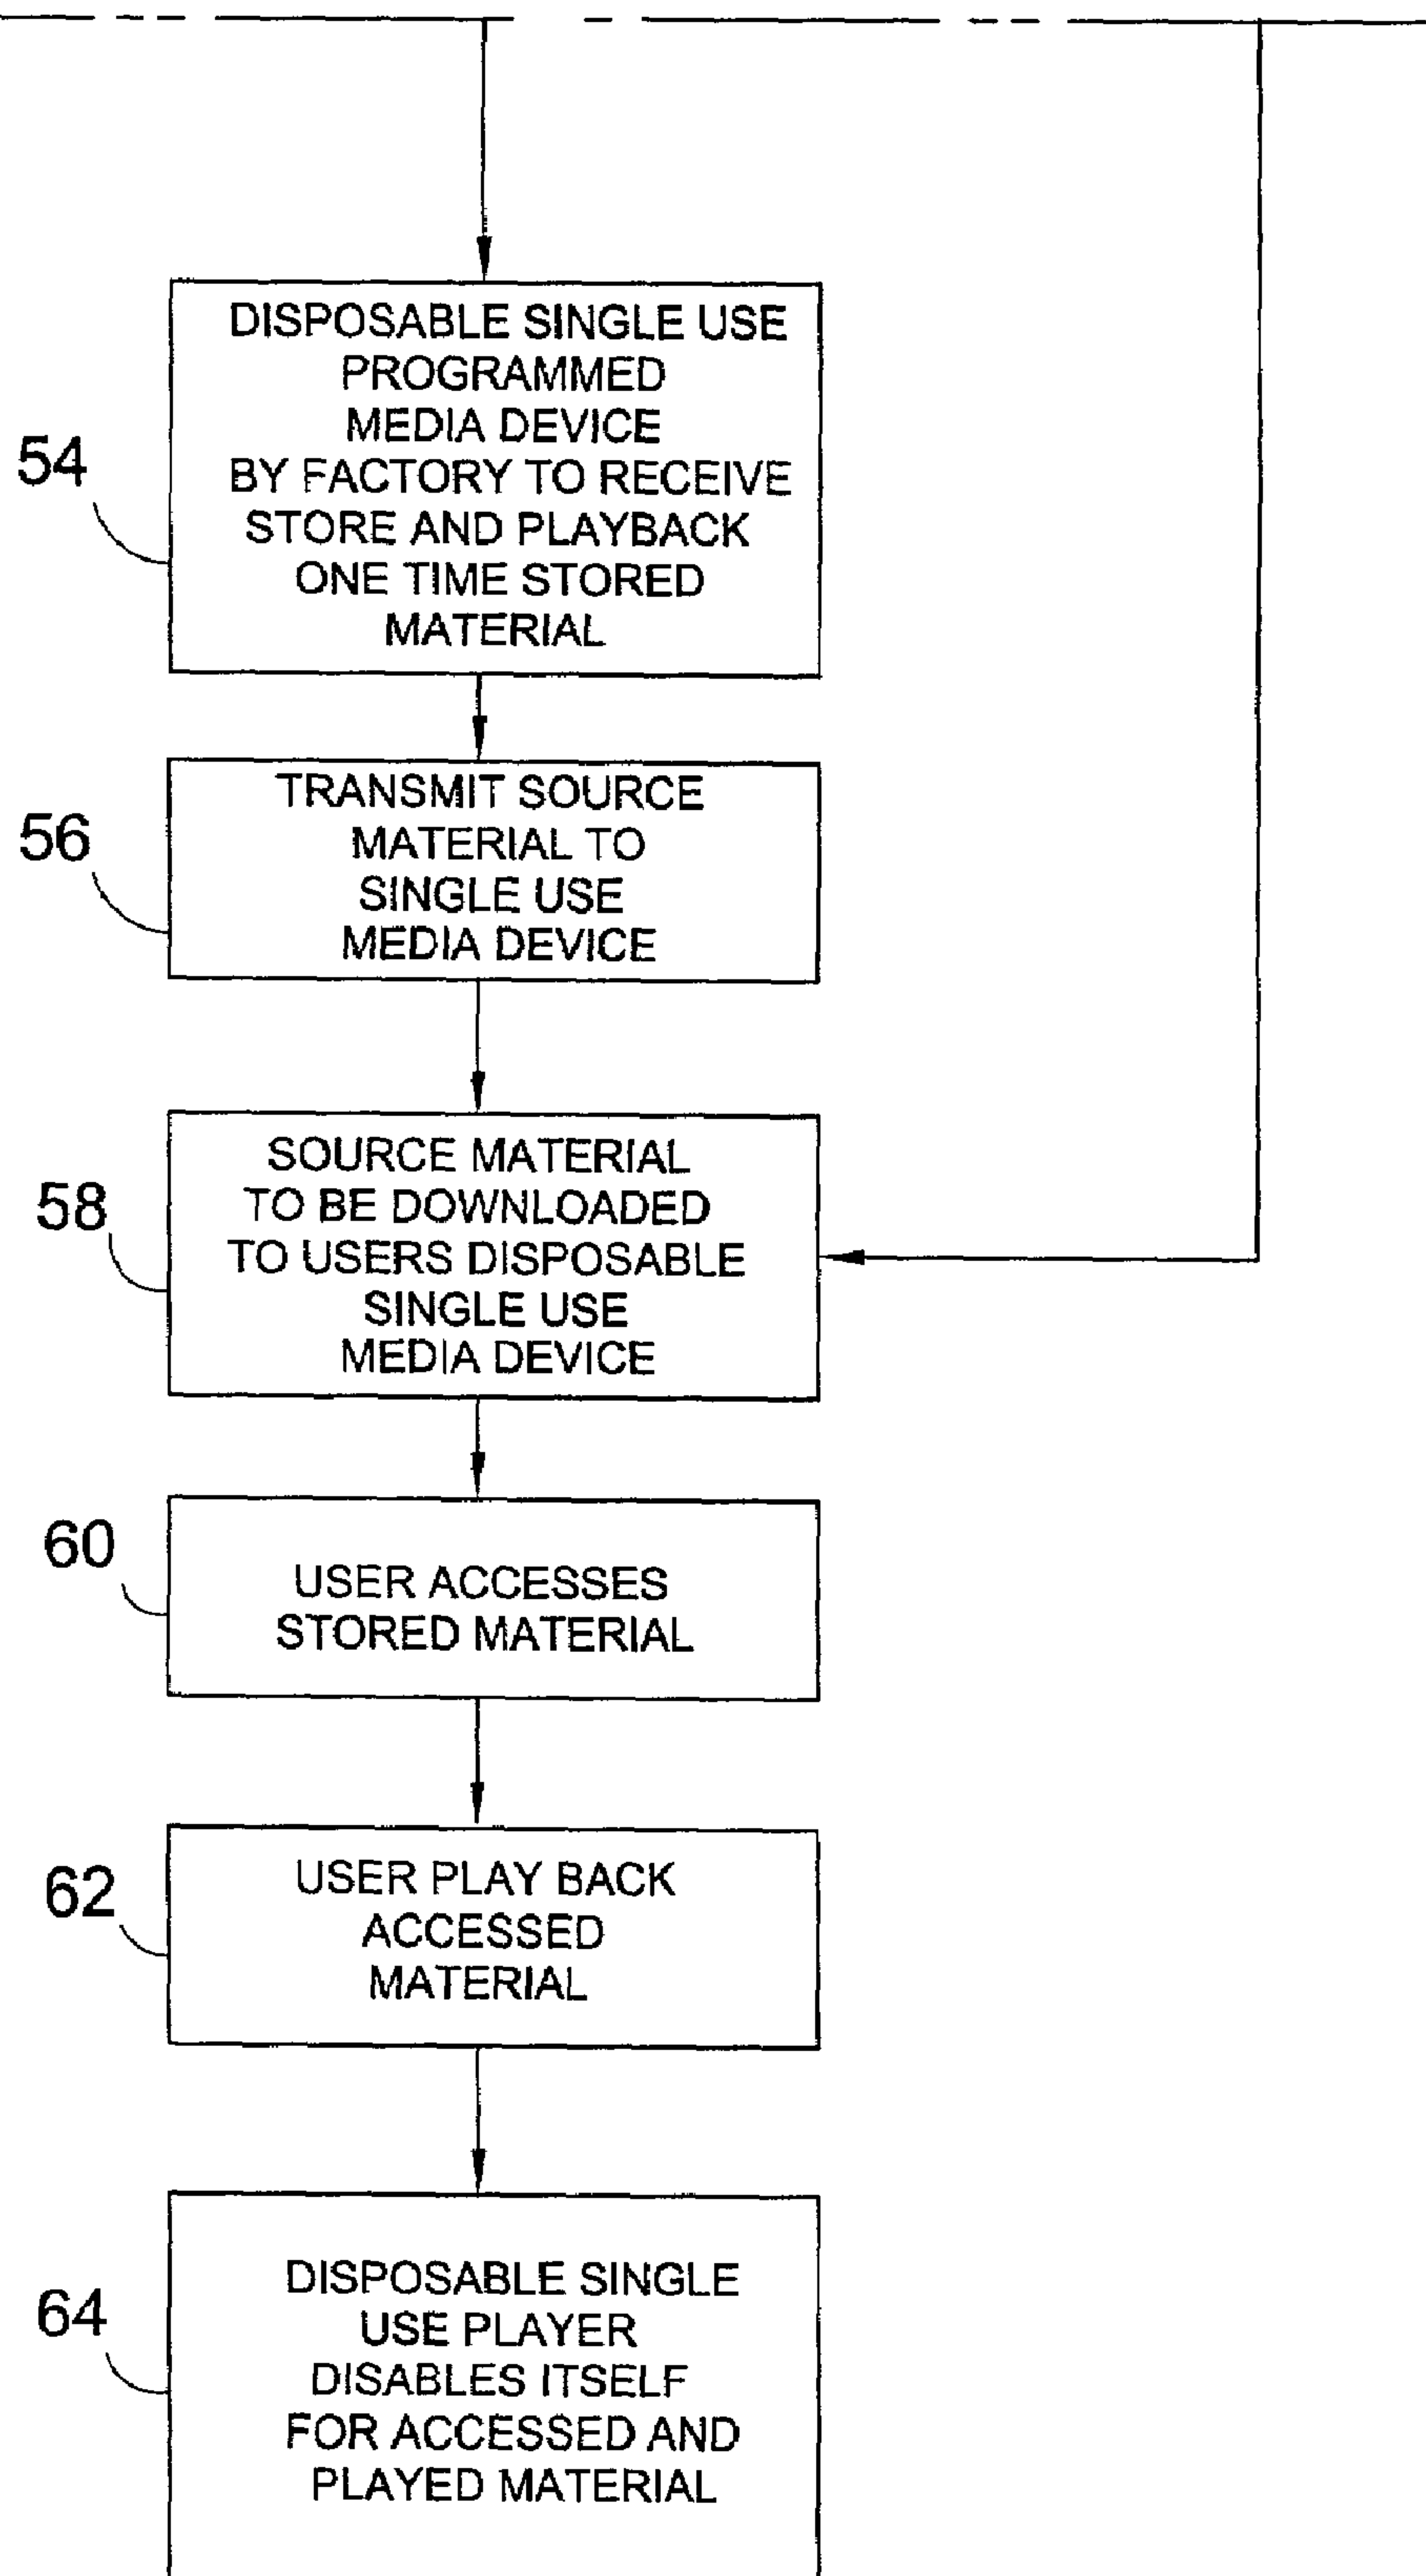 DISPOSABLE SINGLE USE
PROGRAMMED
MEDIA DEVICE
BY FACTORY TO RECEIVE
STORE AND PLAYBACK
ONE TIME STORED
MATERIAL
54
TRANSMIT SOURCE
MATERIAL TO
SINGLE USE
MEDIA DEVICE
56
SOURCE MATERIAL
TO BE DOWNLOADED
TO USERS DISPOSABLE
SINGLE USE
MEDIA DEVICE
58
USER ACCESSES
STORED MATERIAL
60
USER PLAY BACK
ACCESSED
MATERIAL
62
DISPOSABLE SINGLE
USE PLAYER
DISABLES ITSELF
FOR ACCESSED AND
PLAYED MATERIAL
64